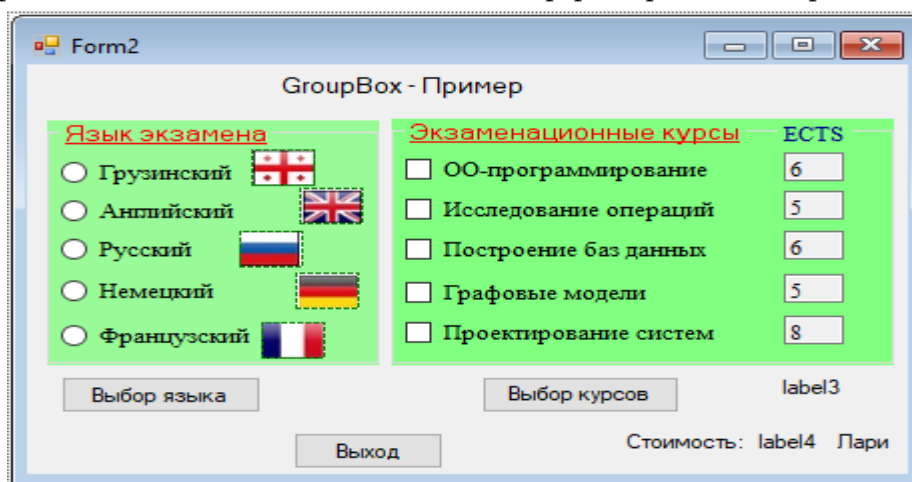 Form2
GroupBox - Пример
Язык экзамена
Грузинский
Английский
Русский
Немецкий
Французский
Экзаменационные курсы ECTS
ОО-программирование 6
Исследование операций 5
Построение баз данных 6
Графовые модели 5
Проектирование систем 8
Выбор языка
Выбор курсов
label3
Выход
Стоимость: label4 Лари